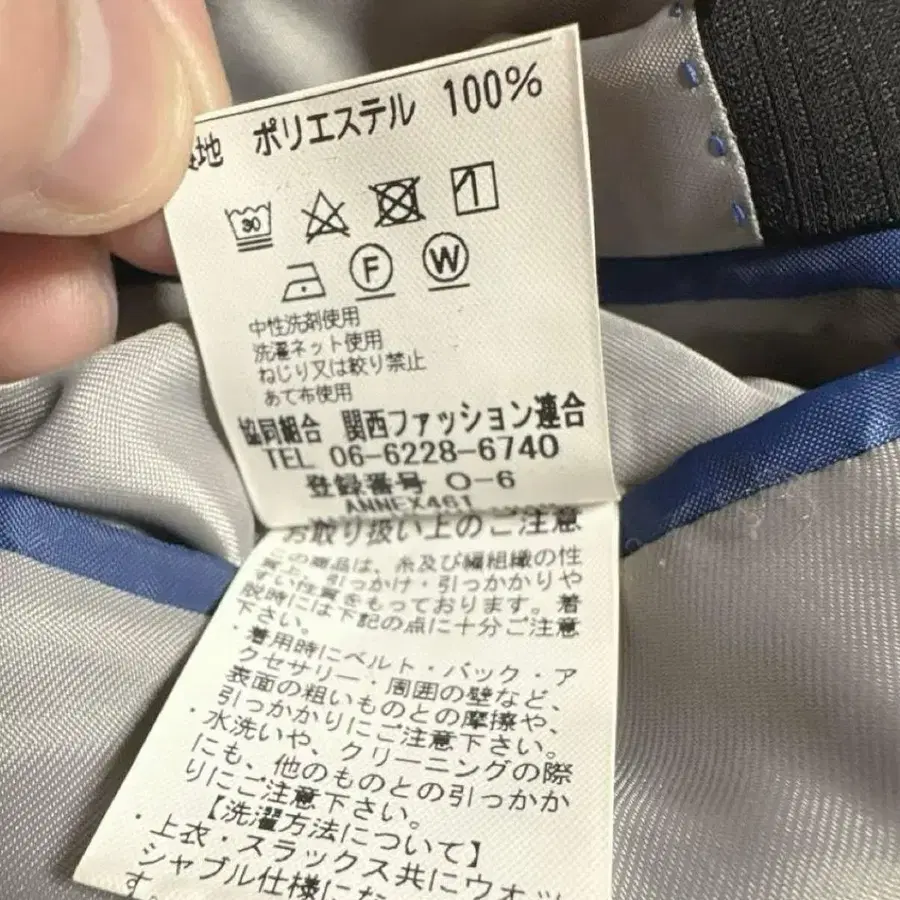 地 ポリエステル 100%
30
F W
中性洗剤使用
洗濯ネット使用
ねじり又は絞り禁止
あて布使用
協同組合 関西ファッション連合
TEL 06-6228-6740
登録番号 O-6
ANNEX461
お取り扱い上のご注意
この商品は、糸及び編組織の性
質上、引っかけ・引っかかりや
すい性質をもっております。着
脱時には下記の点に十分ご注意
下さい。
・着用時にベルト・バック・ア
クセサリー・周囲の壁など、
表面の粗いものとの摩擦や、
引っかかりにご注意下さい。
・水洗いや、クリーニングの際
にも、他のものとの引っかか
りにご注意下さい。
【洗濯方法について】
・上衣・スラックス共にウオッ
シャブル仕様にな
す。